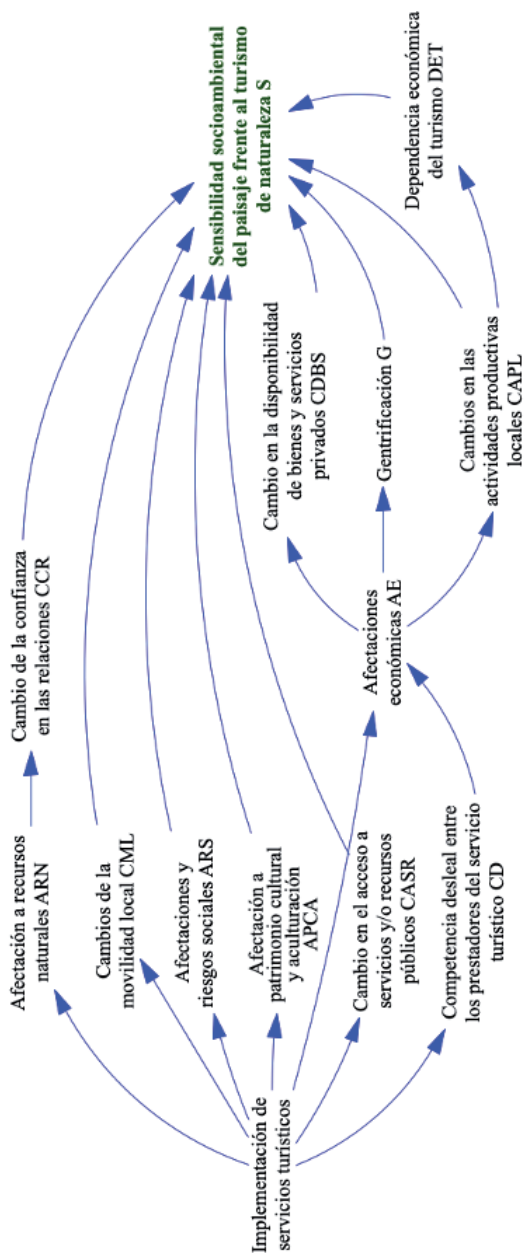 Implementación de
servicios turísticos
Afectación a recursos
naturales ARN
Cambio de la confianza
en las relaciones CCR
Cambios de la
movilidad local CML
Afectaciones y
riesgos sociales ARS
Afectación a
patrimonio cultural
y aculturación
APCA
Cambio en el acceso a
servicios y/o recursos
públicos CASR
Competencia desleal entre
los prestadores del servicio
turístico CD
Afectaciones
económicas AE
Cambio en la disponibilidad
de bienes y servicios
privados CDBS
Gentrificación G
Cambios en las
actividades productivas
locales CAPL
Dependencia económica
del turismo DET
Sensibilidad socioambiental
del paisaje frente al turismo
de naturaleza S